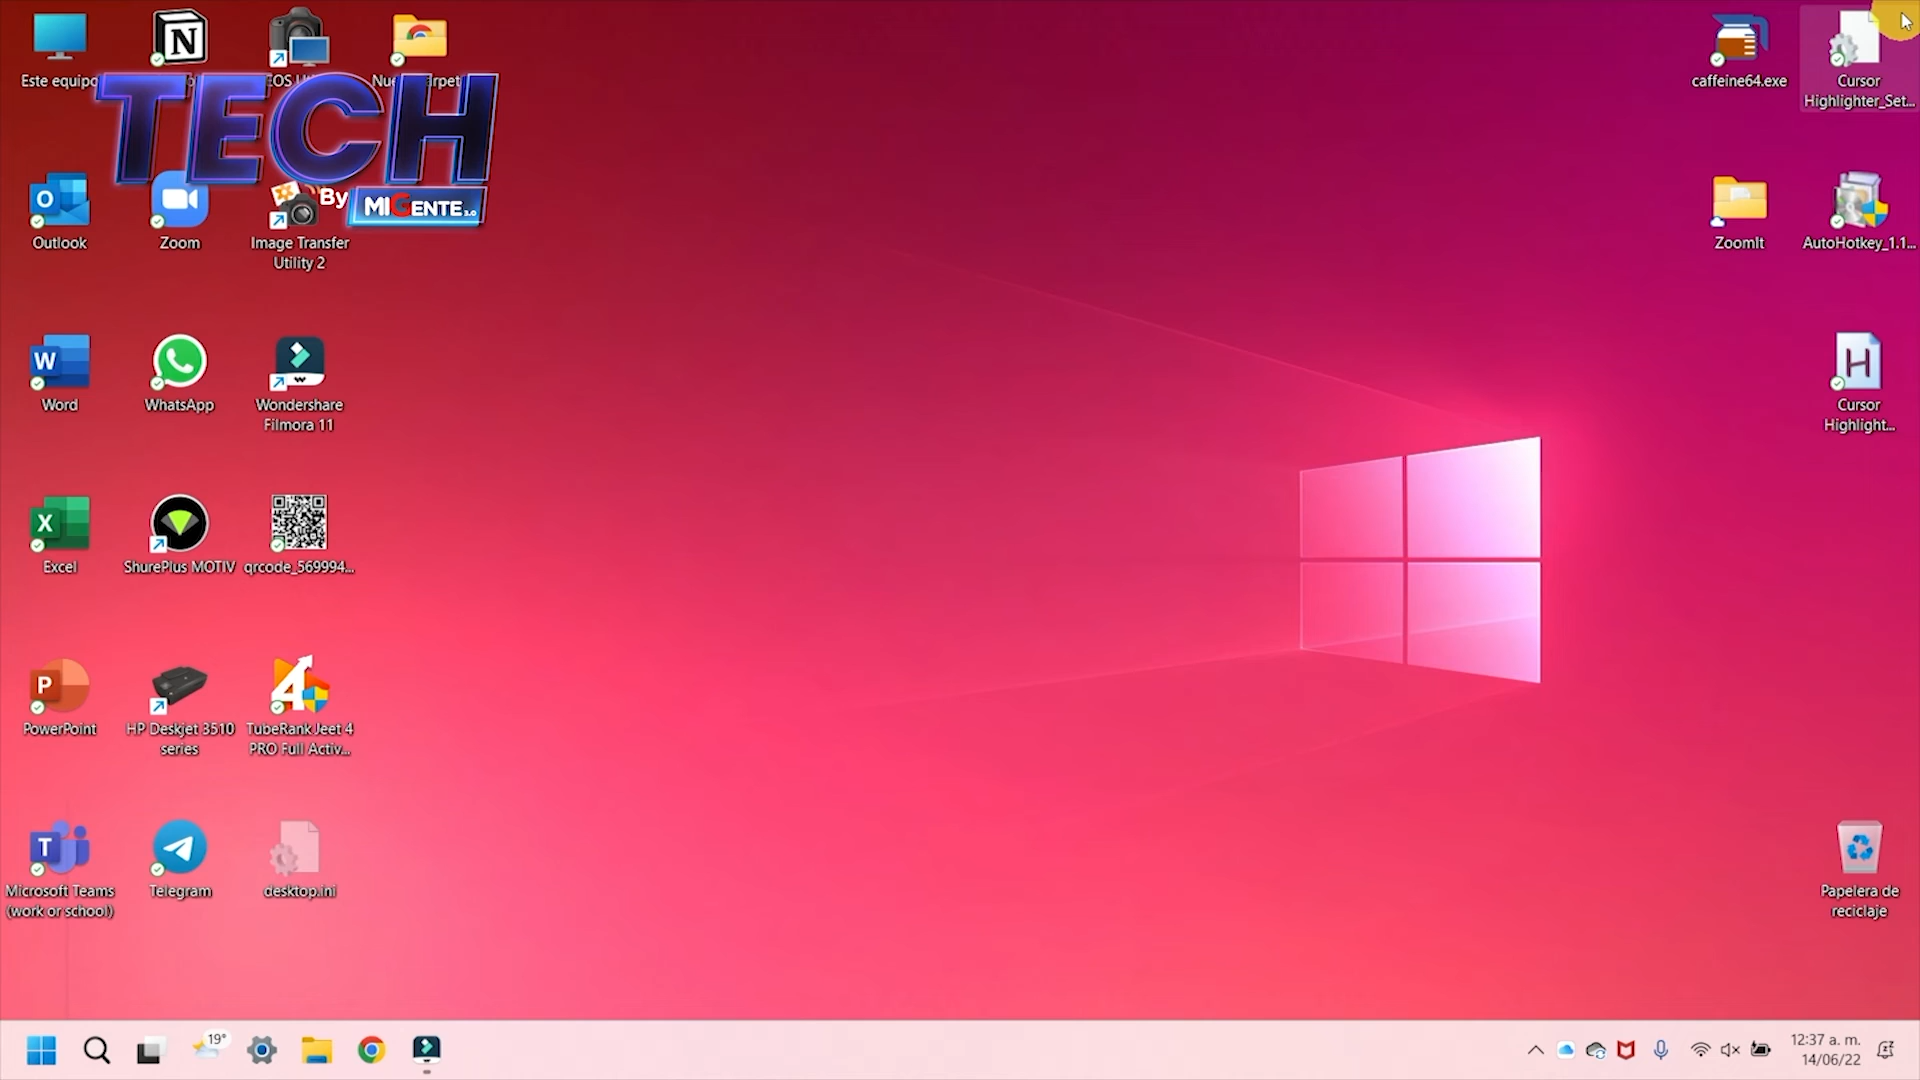 Este equipo
N
EOS
TECH
By MIGENTE 3.0
Outlook
Zoom
Image Transfer
Utility 2
Word
WhatsApp
Wondershare
Filmora 11
Excel
ShurePlus MOTIV
qrcode_569994...
PowerPoint
HP Deskjet 3510
series
TubeRank Jeet 4
PRO Full Activ...
Microsoft Teams
(work or school)
Telegram
desktop.ini
caffeine64.exe
Cursor
Highlighter_Set...
ZoomIt
AutoHotkey_1.1...
H
Cursor
Highlight...
Papelera de
reciclaje
19°
12:37 a. m.
14/06/22